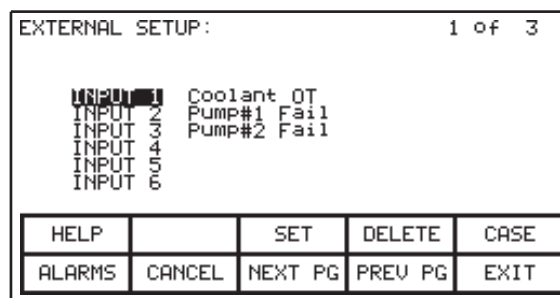 EXTERNAL SETUP: 1 of 3
INPUT 1 Coolant OT
INPUT 2 Pump#1 Fail
INPUT 3 Pump#2 Fail
INPUT 4
INPUT 5
INPUT 6
HELP SET DELETE CASE
ALARMS CANCEL NEXT PG PREV PG EXIT